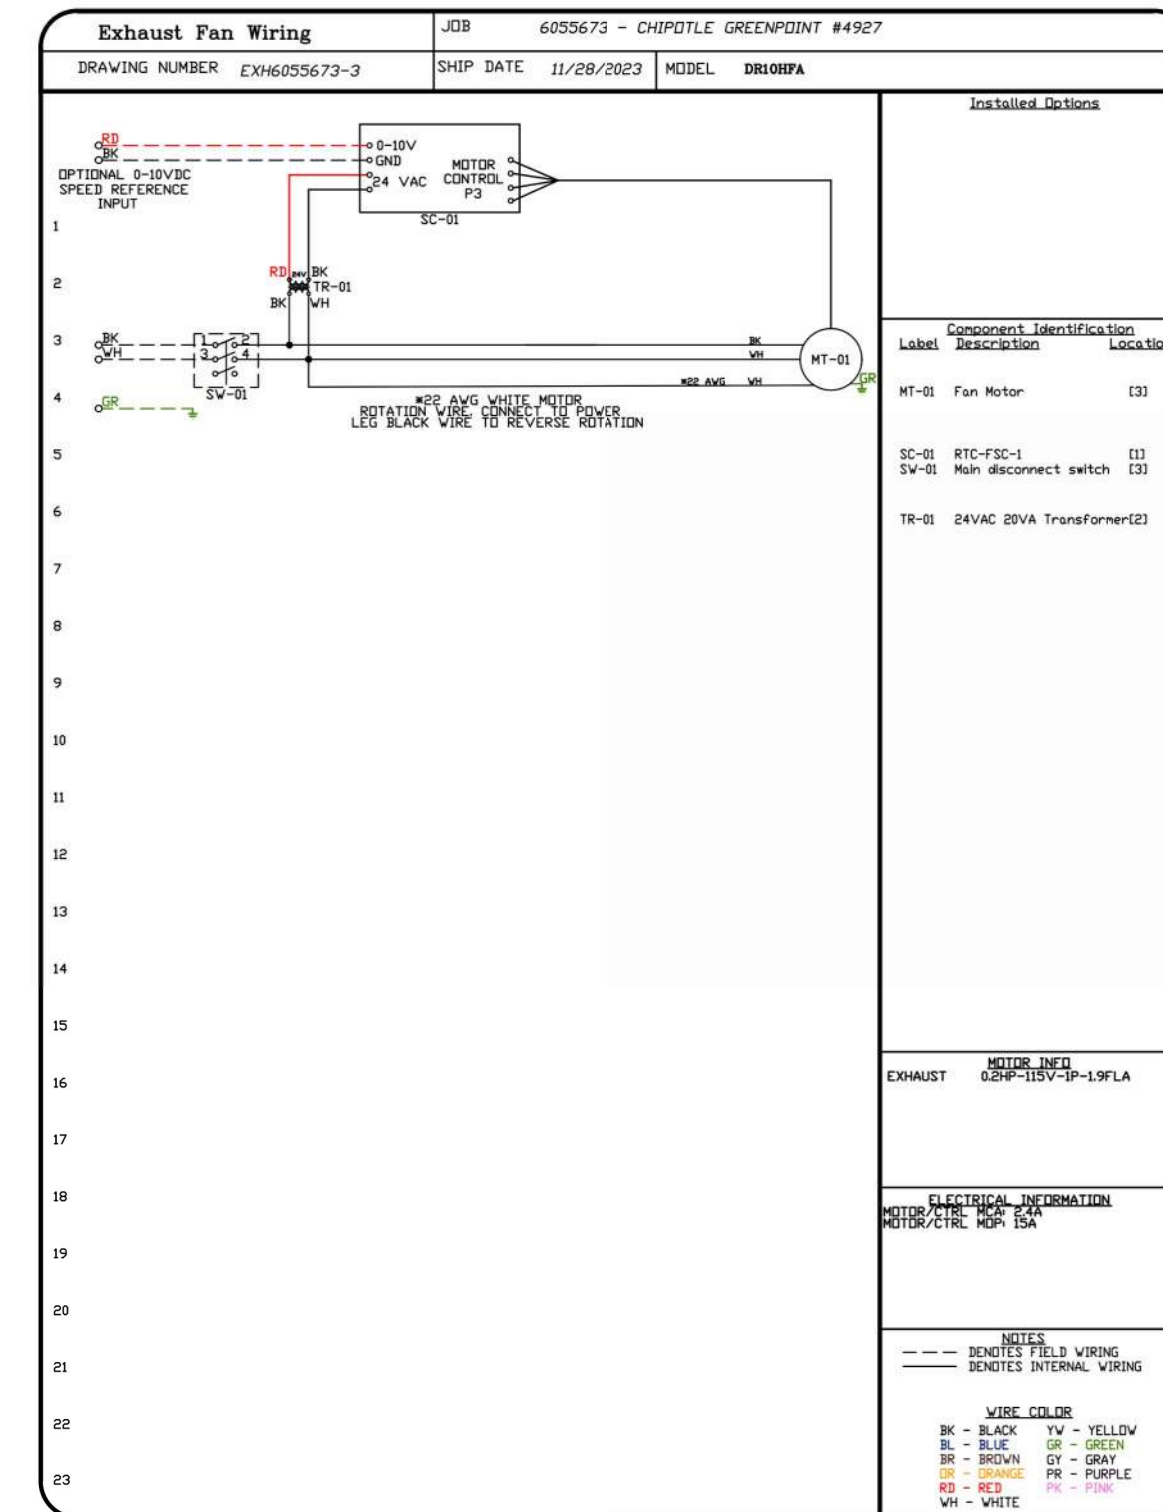 Exhaust Fan Wiring
JOB 6055673 - CHIPOTLE GREENPOINT #4927
DRAWING NUMBER EXH6055673-3
SHIP DATE 11/28/2023
MODEL DR10HFA
Installed Options
RD
BK
OPTIONAL 0-10VDC
SPEED REFERENCE
INPUT
0-10V
GND
24 VAC
MOTOR
CONTROL
P3
SC-01
1
2
RD 24V BK
TR-01
BK WH
3
BK
WH
1 2
3 4
SW-01
BK
WH
MT-01
*22 AWG WH
GR
4
GR
*22 AWG WHITE MOTOR
ROTATION WIRE. CONNECT TO POWER
LEG BLACK WIRE TO REVERSE ROTATION
5
6
7
8
9
10
11
12
13
14
15
16
17
18
19
20
21
22
23
Component Identification
Label Description Locatio
MT-01 Fan Motor [3]
SC-01 RTC-FSC-1 [1]
SW-01 Main disconnect switch [3]
TR-01 24VAC 20VA Transformer[2]
MOTOR INFO
EXHAUST 0.2HP-115V-1P-1.9FLA
ELECTRICAL INFORMATION
MOTOR/CTRL MCA: 2.4A
MOTOR/CTRL MOP: 15A
NOTES
DENOTES FIELD WIRING
DENOTES INTERNAL WIRING
WIRE COLOR
BK - BLACK YW - YELLOW
BL - BLUE GR - GREEN
BR - BROWN GY - GRAY
OR - ORANGE PR - PURPLE
RD - RED PK - PINK
WH - WHITE